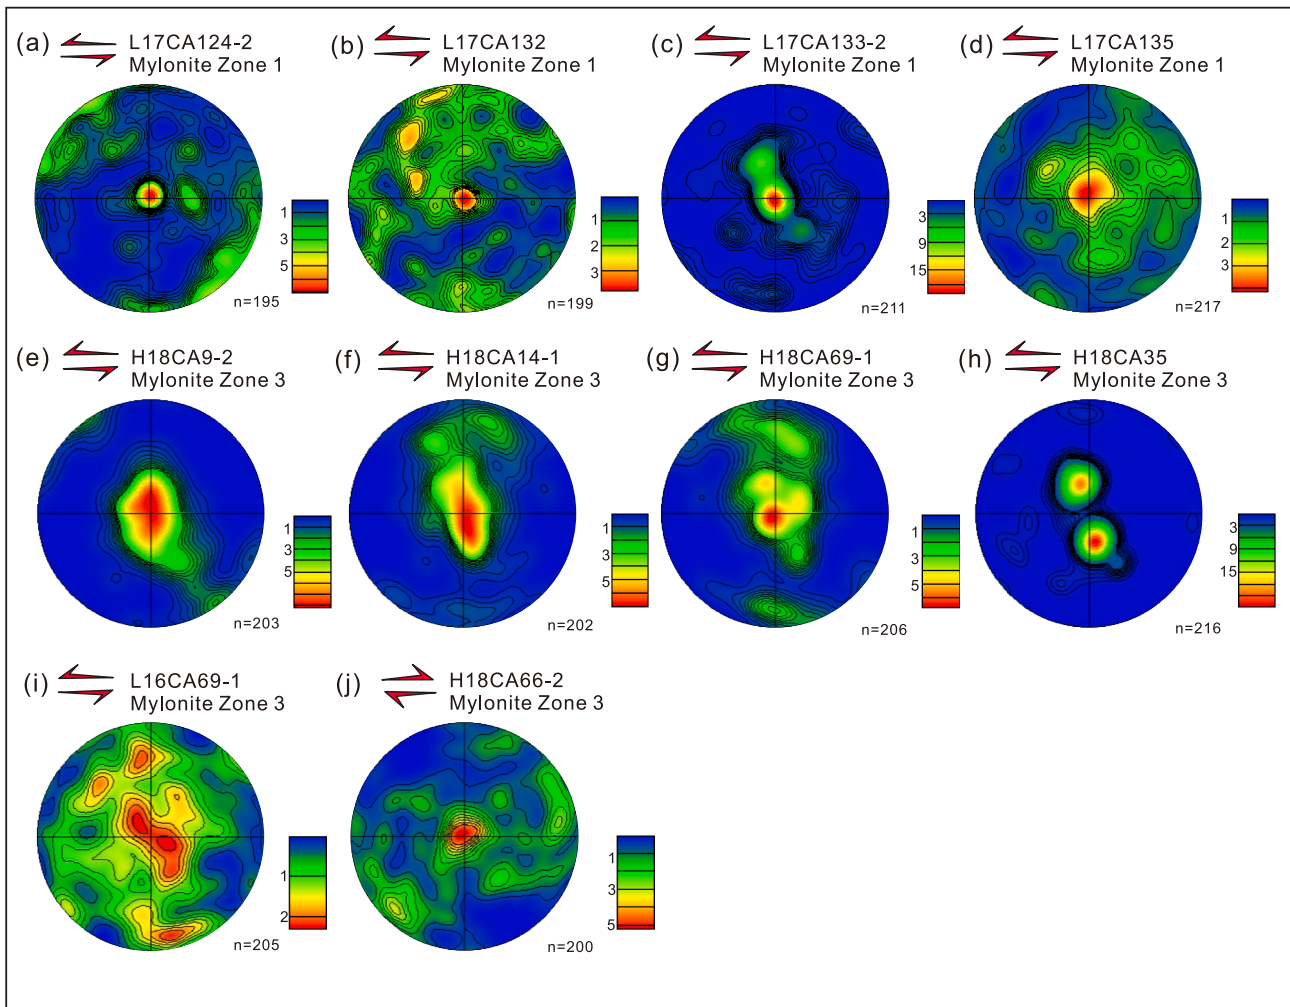 (a) L17CA124-2
Mylonite Zone 1
1
3
5
n=195
(b) L17CA132
Mylonite Zone 1
1
2
3
n=199
(c) L17CA133-2
Mylonite Zone 1
3
9
15
n=211
(d) L17CA135
Mylonite Zone 1
1
2
3
n=217
(e) H18CA9-2
Mylonite Zone 3
1
3
5
n=203
(f) H18CA14-1
Mylonite Zone 3
1
3
5
n=202
(g) H18CA69-1
Mylonite Zone 3
1
3
5
n=206
(h) H18CA35
Mylonite Zone 3
3
9
15
n=216
(i) L16CA69-1
Mylonite Zone 3
1
2
n=205
(j) H18CA66-2
Mylonite Zone 3
1
3
5
n=200